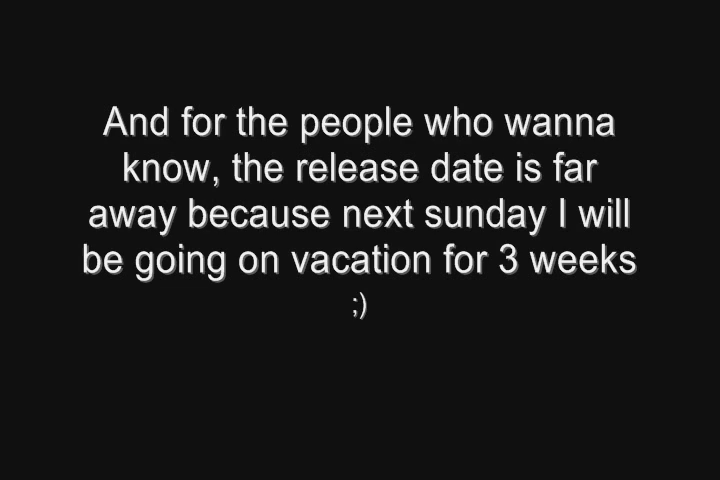 And for the people who wanna
know, the release date is far
away because next sunday I will
be going on vacation for 3 weeks
;)